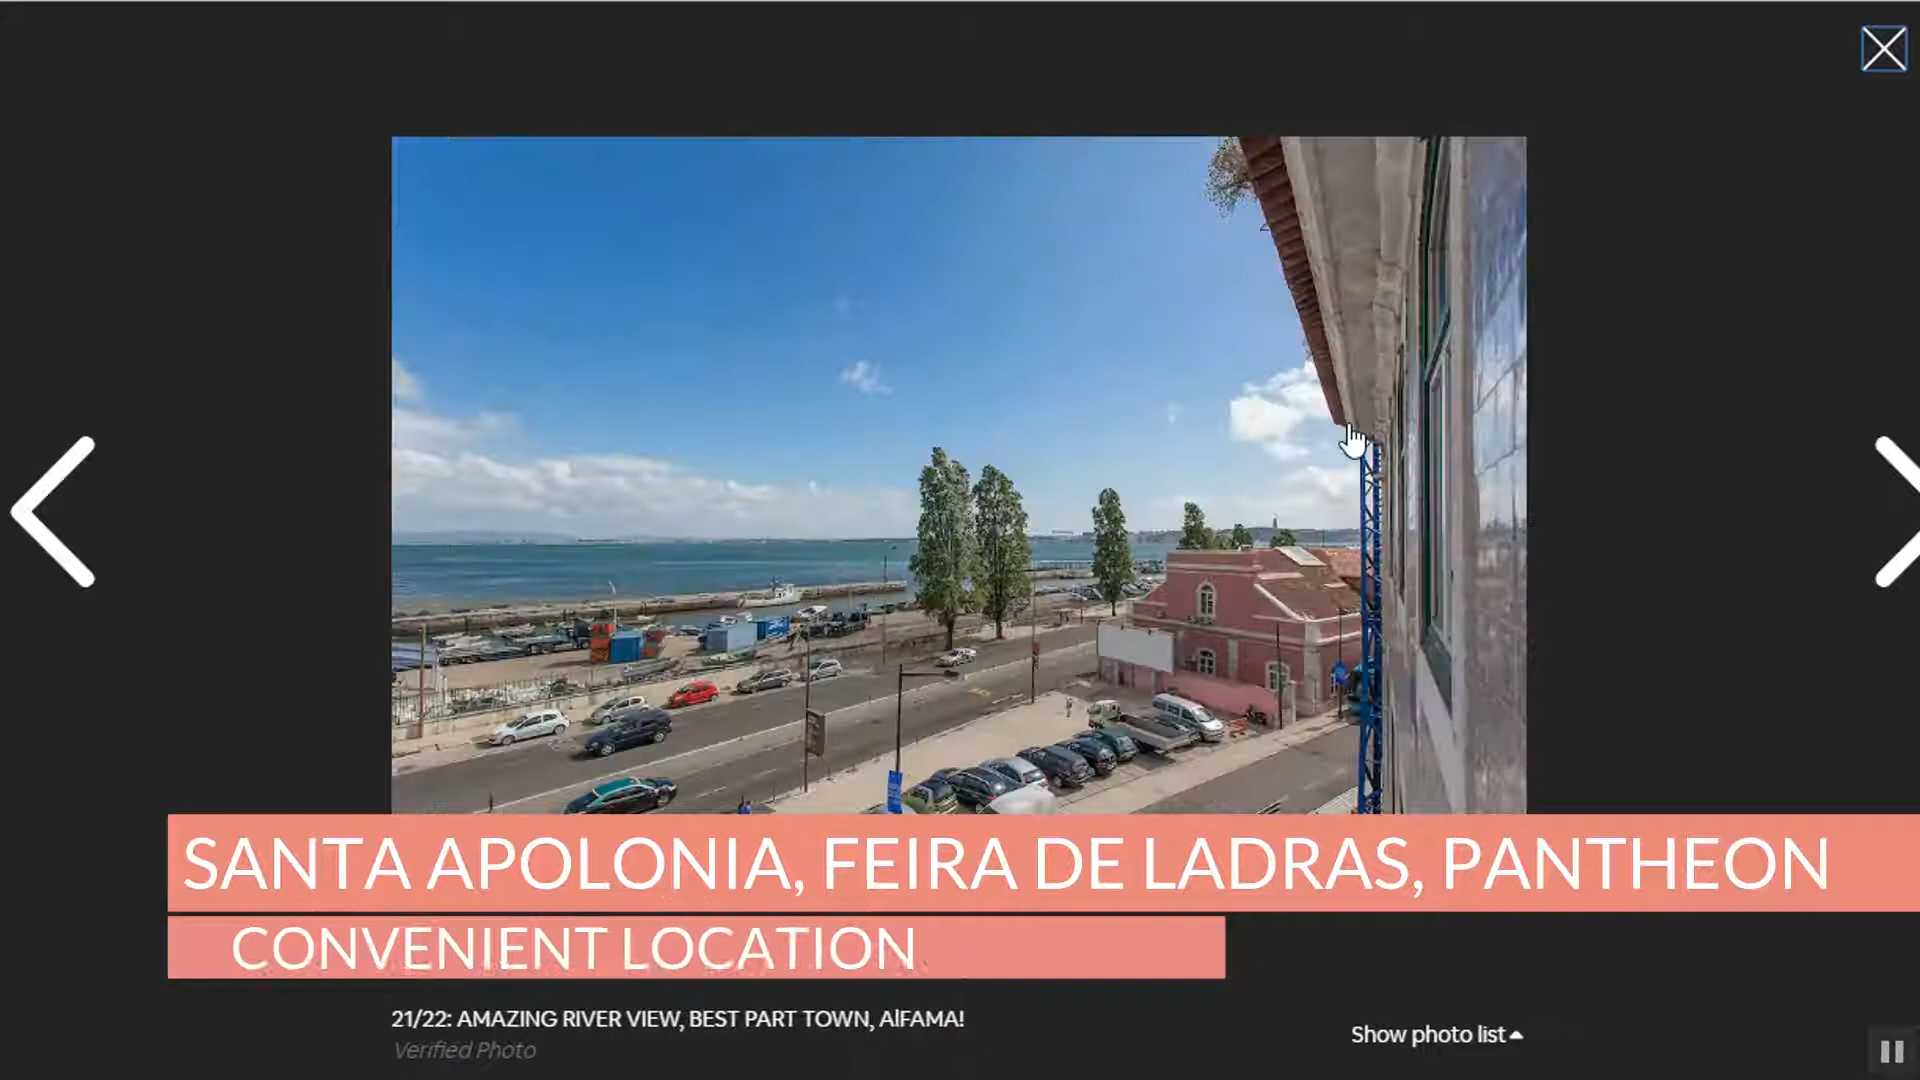 SANTA APOLONIA, FEIRA DE LADRAS, PANTHEON
CONVENIENT LOCATION
21/22: AMAZING RIVER VIEW, BEST PART TOWN, AlFAMA!
Verified Photo
Show photo list